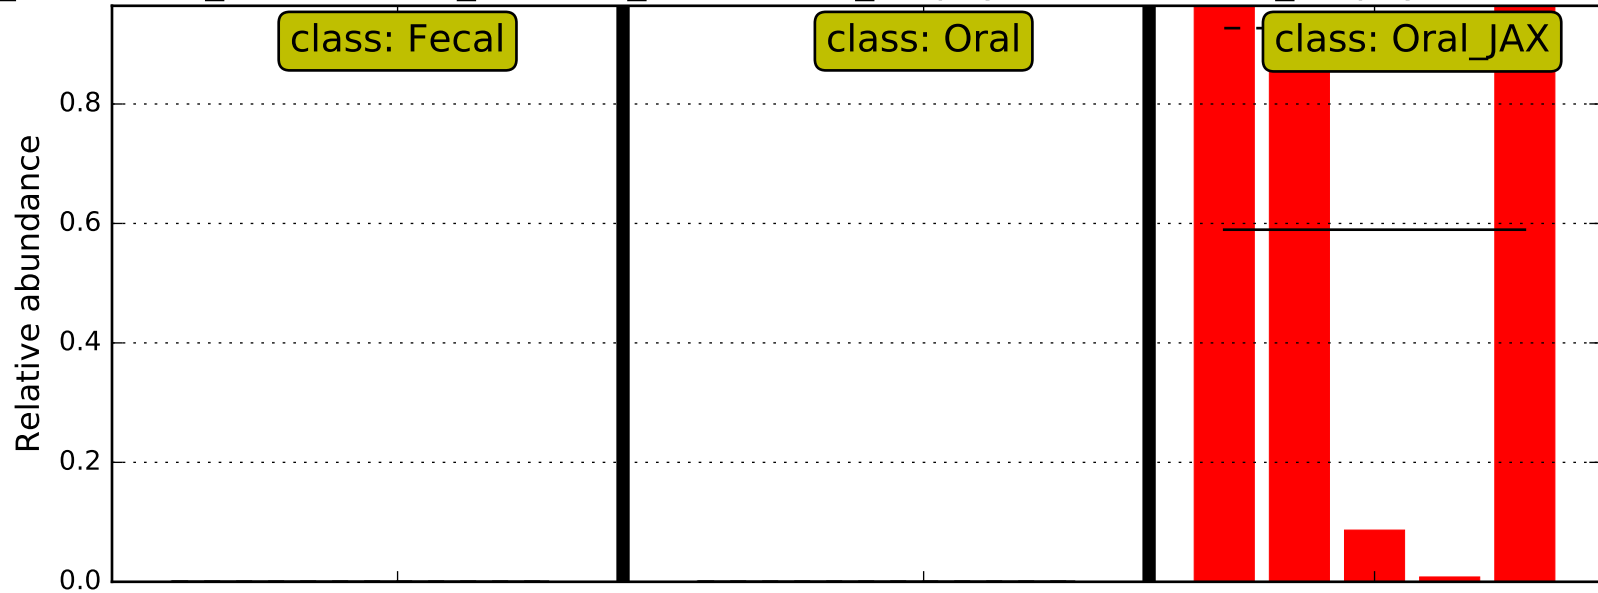 class: Fecal
class: Oral
class: Oral_JAX
Relative abundance
0.8
0.6
0.4
0.2
0.0